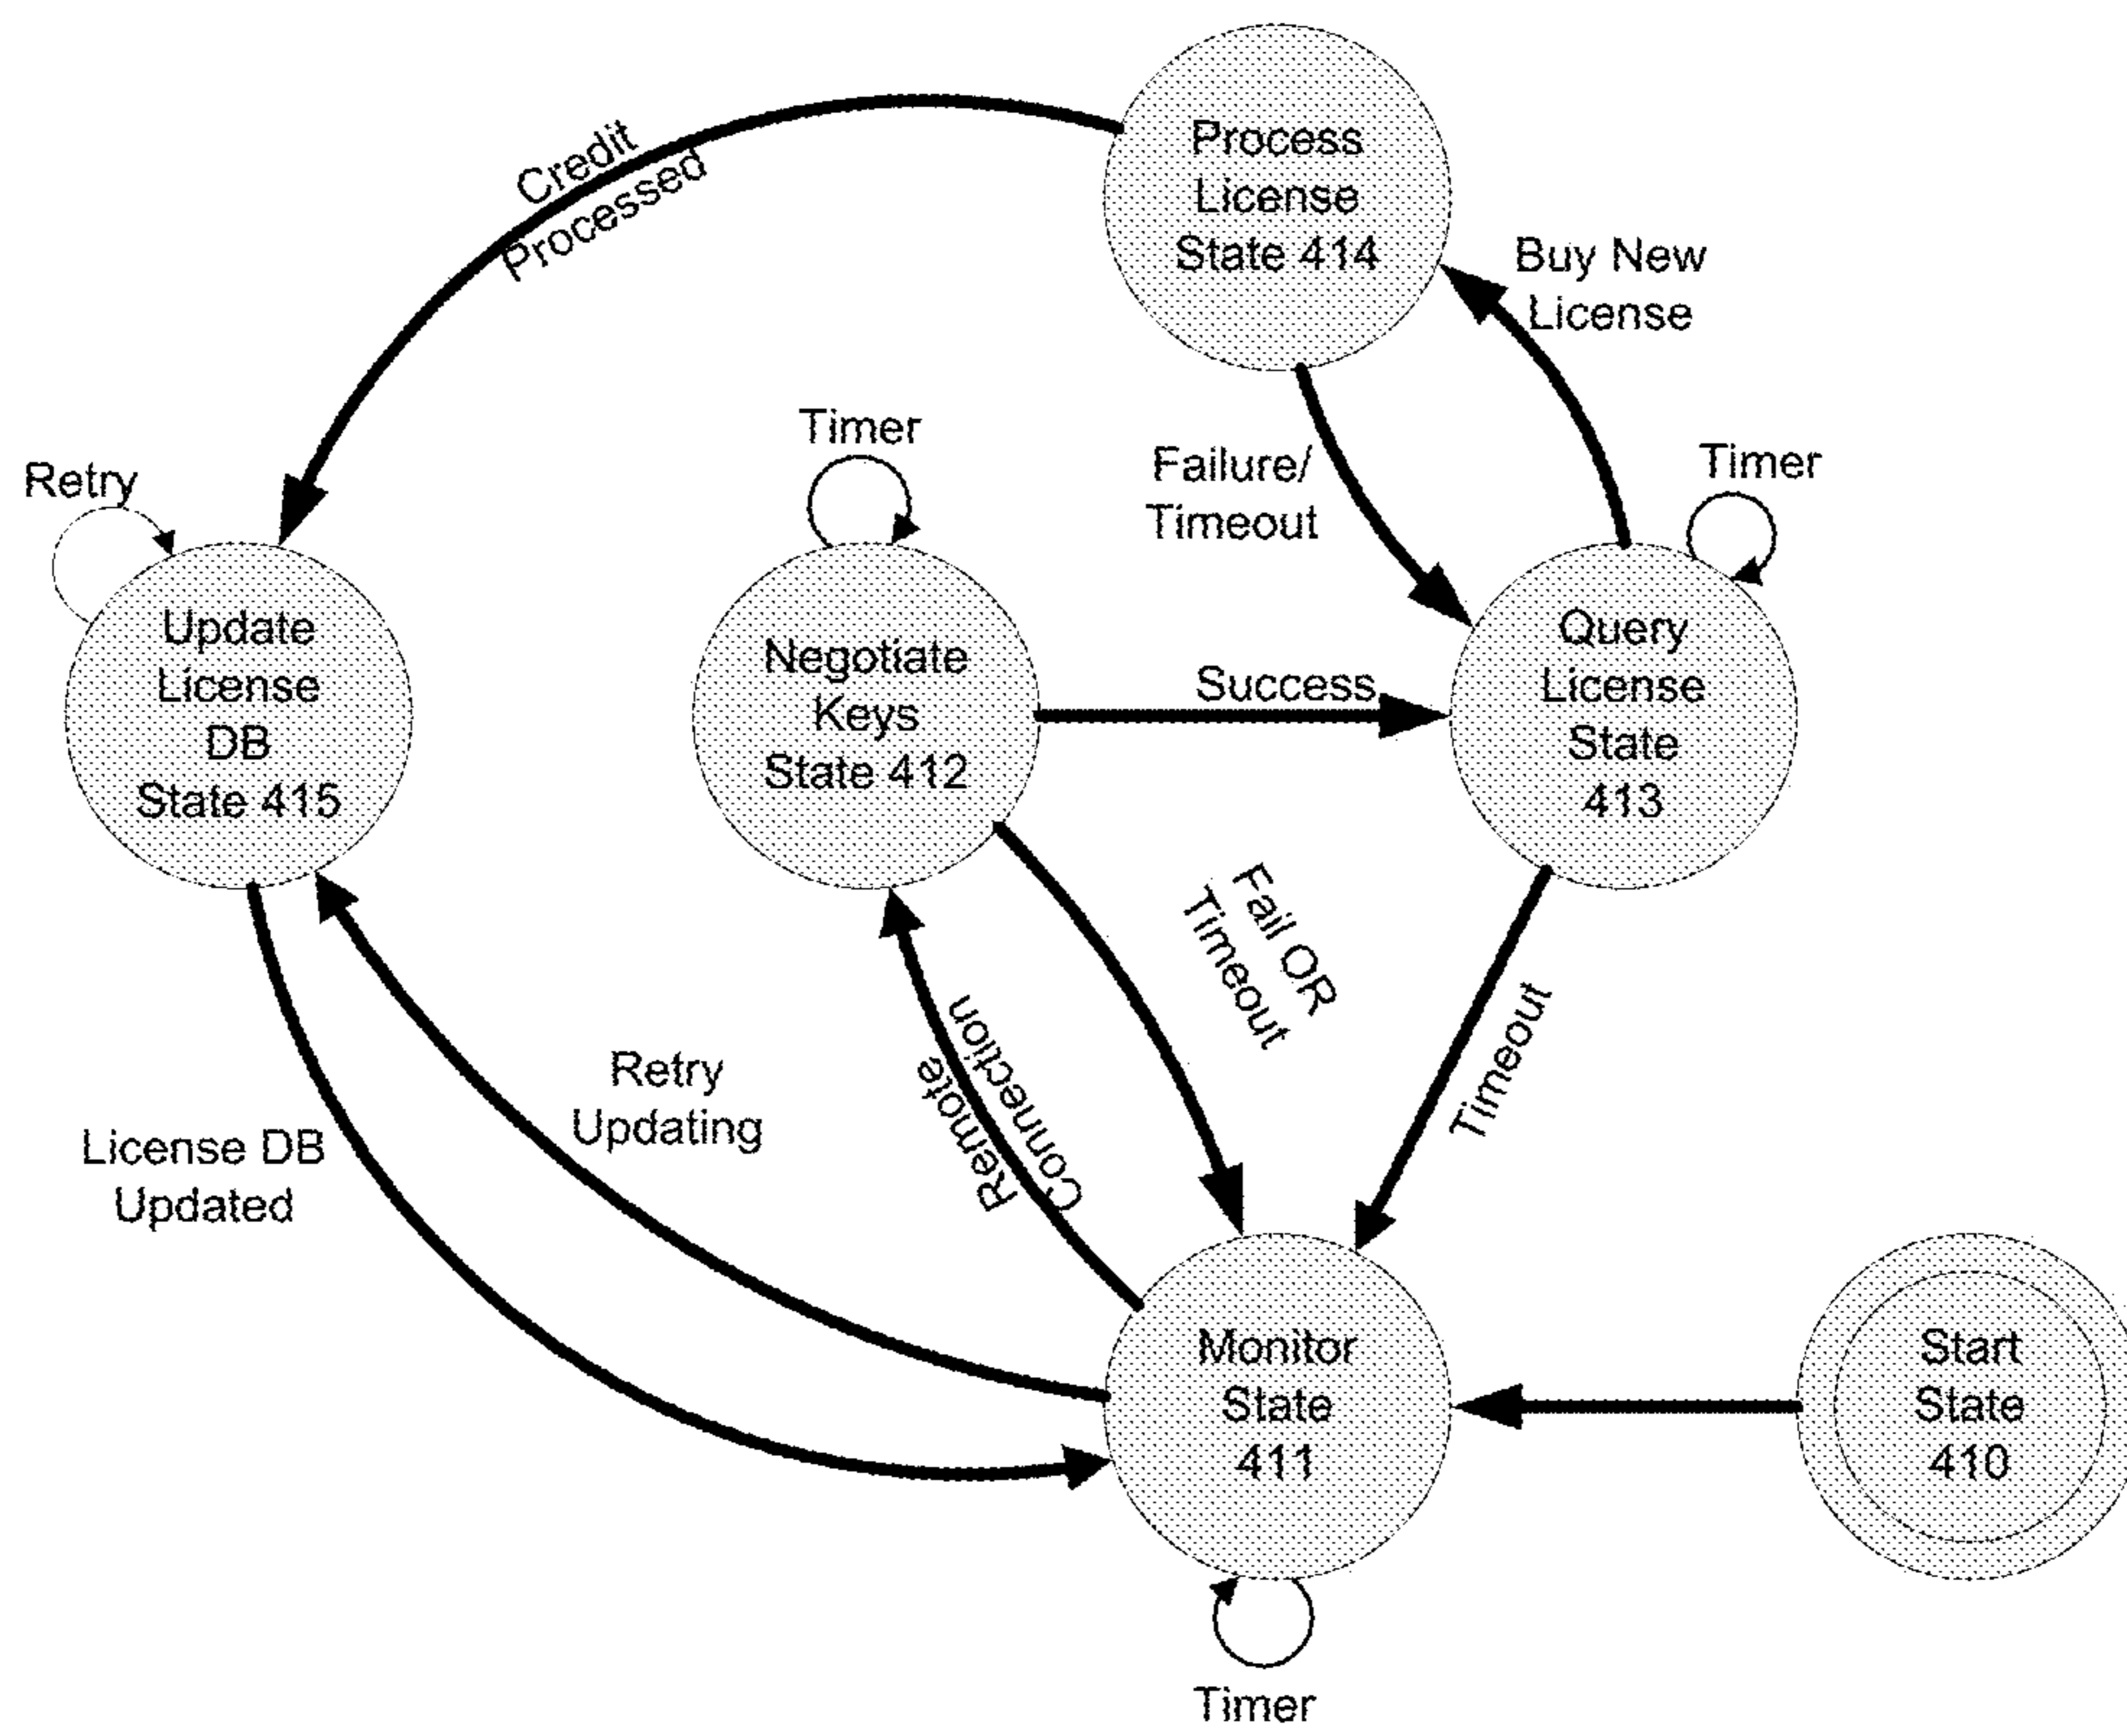 Process
License
State 414
Credit
Processed
Buy New
License
Timer
Failure/
Timeout
Timer
Retry
Update
License
DB
State 415
Negotiate
Keys
State 412
Success
Query
License
State
413
Fail OR
Timeout
Timeout
Remote
Connection
Retry
Updating
License DB
Updated
Monitor
State
411
Start
State
410
Timer